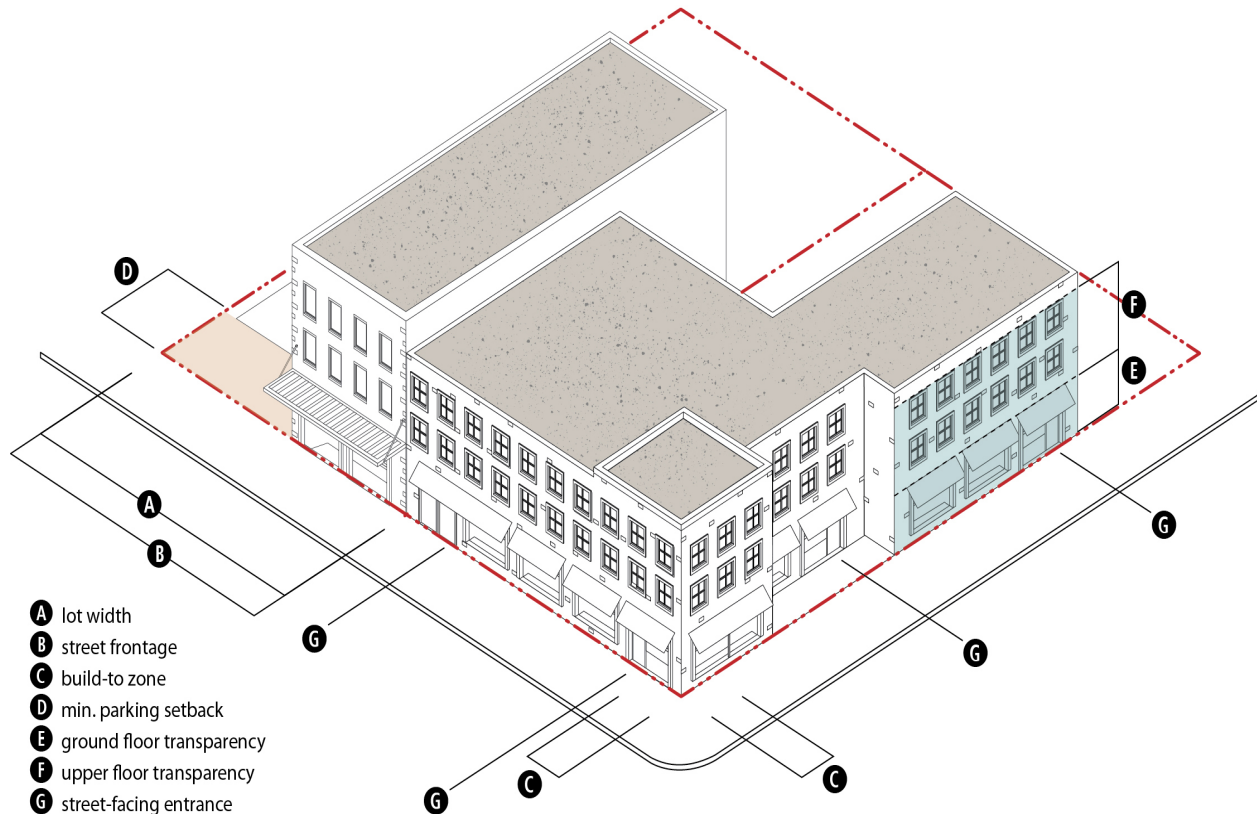 D
F
E
A
G
B
G
G
C
C
G
A lot width
B street frontage
C build-to zone
D min. parking setback
E ground floor transparency
F upper floor transparency
G street-facing entrance